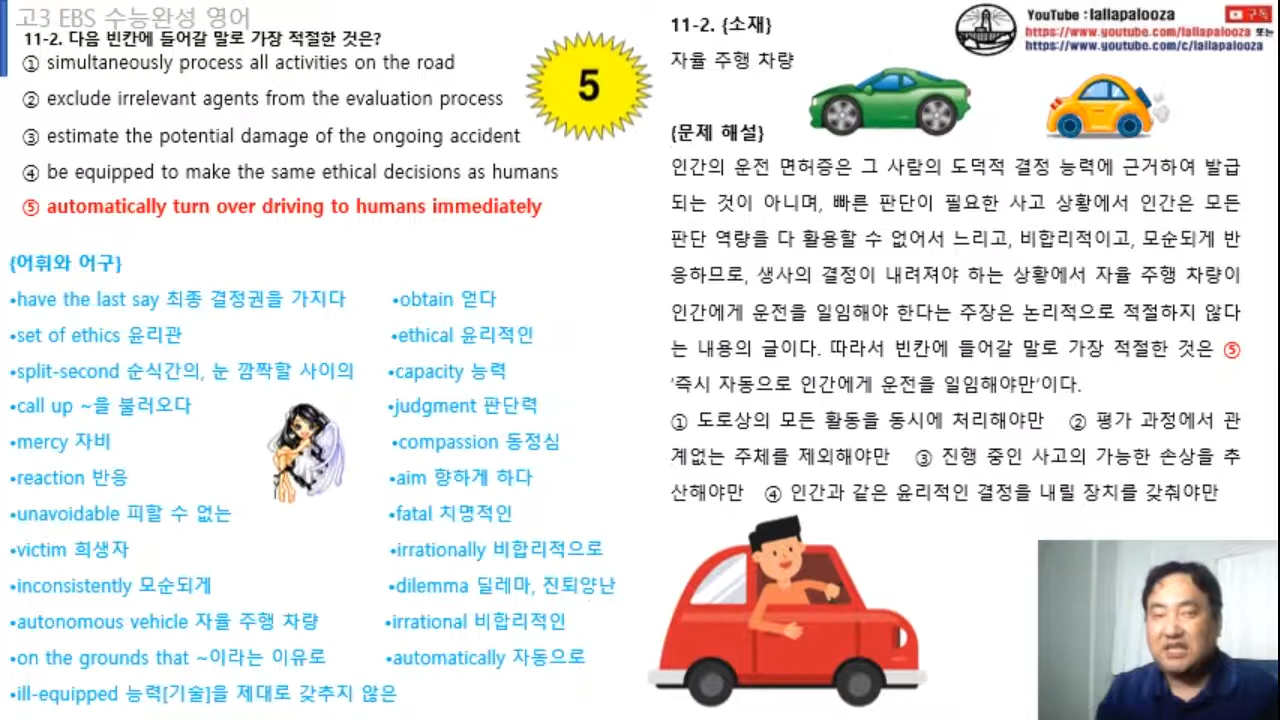 고3 EBS 수능완성 영어
11-2. 다음 빈칸에 들어갈 말로 가장 적절한 것은?
① simultaneously process all activities on the road
② exclude irrelevant agents from the evaluation process
③ estimate the potential damage of the ongoing accident
④ be equipped to make the same ethical decisions as humans
⑤ automatically turn over driving to humans immediately
5
{어휘와 어구}
•have the last say 최종 결정권을 가지다 •obtain 얻다
•set of ethics 윤리관 •ethical 윤리적인
•split-second 순식간의, 눈 깜짝할 사이의 •capacity 능력
•call up ~을 불러오다 •judgment 판단력
•mercy 자비 •compassion 동정심
•reaction 반응 •aim 향하게 하다
•unavoidable 피할 수 없는 •fatal 치명적인
•victim 희생자 •irrationally 비합리적으로
•inconsistently 모순되게 •dilemma 딜레마, 진퇴양난
•autonomous vehicle 자율 주행 차량 •irrational 비합리적인
•on the grounds that ~이라는 이유로 •automatically 자동으로
•ill-equipped 능력[기술]을 제대로 갖추지 않은
11-2. {소재}
자율 주행 차량
YouTube : lallapalooza
구독
https://www.youtube.com/lallapalooza 또는
https://www.youtube.com/c/lallapalooza
{문제 해설}
인간의 운전 면허증은 그 사람의 도덕적 결정 능력에 근거하여 발급
되는 것이 아니며, 빠른 판단이 필요한 사고 상황에서 인간은 모든
판단 역량을 다 활용할 수 없어서 느리고, 비합리적이고, 모순되게 반
응하므로, 생사의 결정이 내려져야 하는 상황에서 자율 주행 차량이
인간에게 운전을 일임해야 한다는 주장은 논리적으로 적절하지 않다
는 내용의 글이다. 따라서 빈칸에 들어갈 말로 가장 적절한 것은 ⑤
'즉시 자동으로 인간에게 운전을 일임해야만'이다.
① 도로상의 모든 활동을 동시에 처리해야만 ② 평가 과정에서 관
계없는 주체를 제외해야만 ③ 진행 중인 사고의 가능한 손상을 추
산해야만 ④ 인간과 같은 윤리적인 결정을 내릴 장치를 갖춰야만